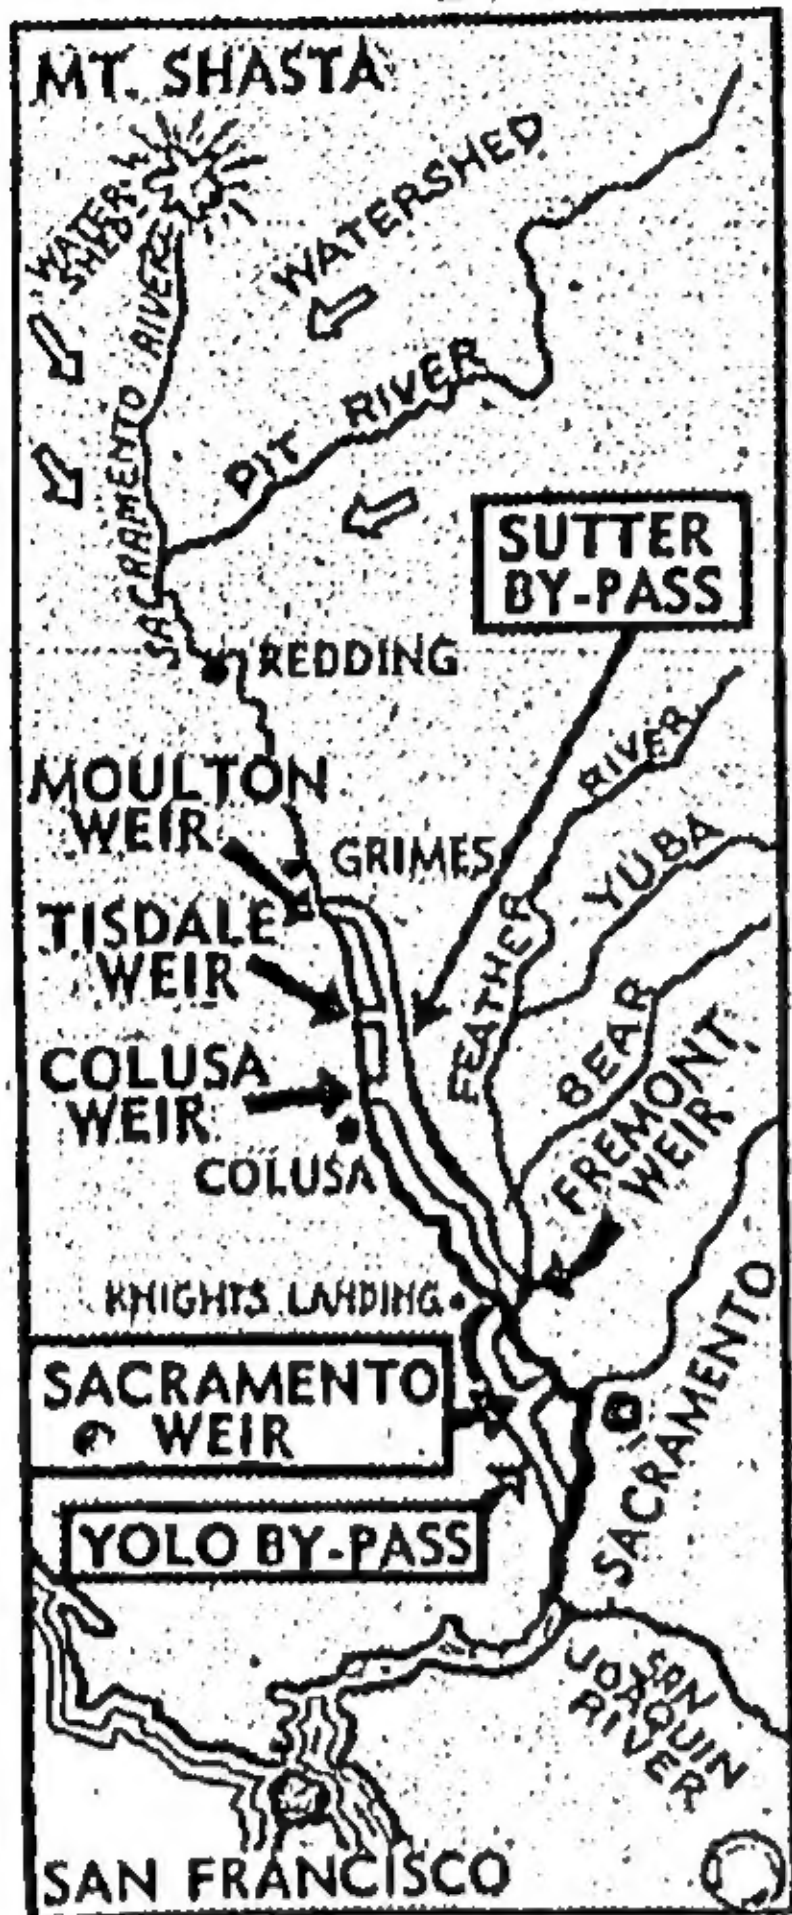 MT. SHASTA
WATERSHED
WATER-
SHED
SACRAMENTO RIVER
PIT RIVER
SUTTER
BY-PASS
REDDING
MOULTON
WEIR
GRIMES
FEATHER RIVER
YUBA
TISDALE
WEIR
BEAR
COLUSA
WEIR
FREMONT
WEIR
COLUSA
KNIGHTS LANDING
SACRAMENTO
WEIR
SACRAMENTO
YOLO BY-PASS
SAN
JOAQUIN
RIVER
SAN FRANCISCO